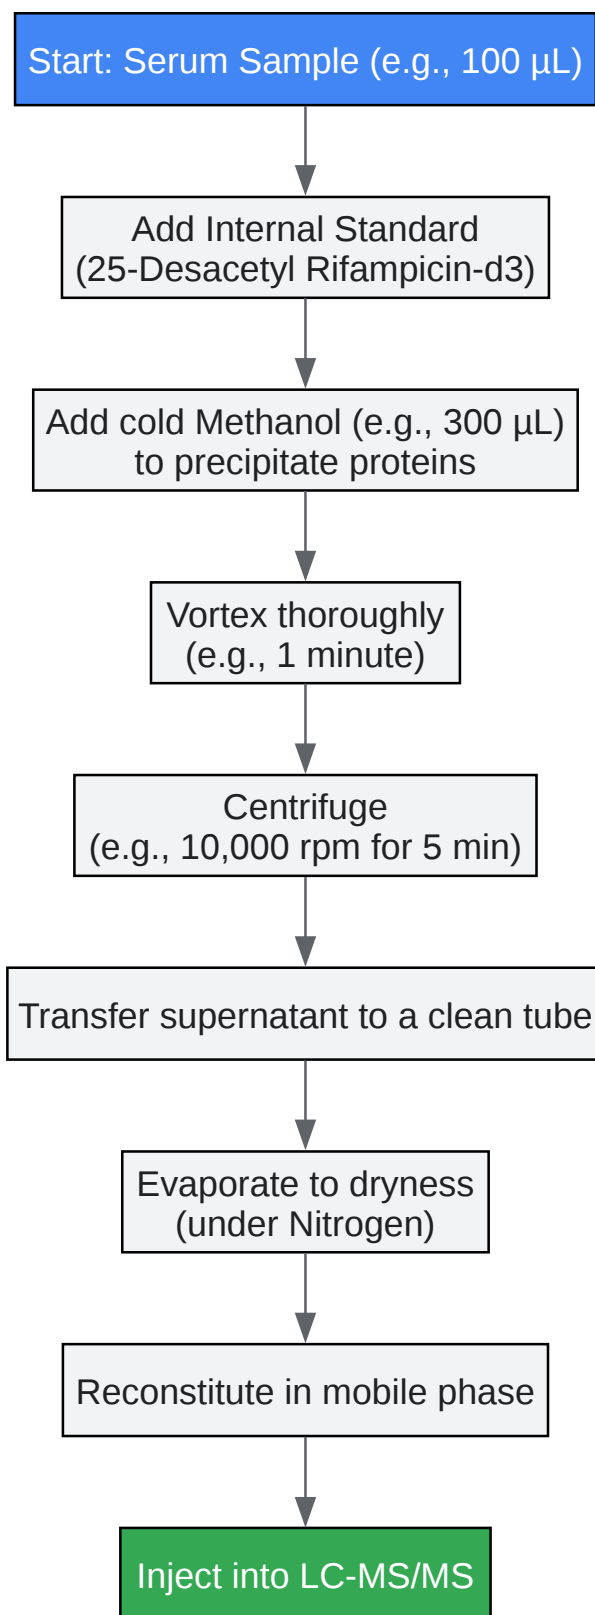 Start: Serum Sample (e.g., 100 µL)
Add Internal Standard
(25-Desacetyl Rifampicin-d3)
Add cold Methanol (e.g., 300 µL)
to precipitate proteins
Vortex thoroughly
(e.g., 1 minute)
Centrifuge
(e.g., 10,000 rpm for 5 min)
Transfer supernatant to a clean tube
Evaporate to dryness
(under Nitrogen)
Reconstitute in mobile phase
Inject into LC-MS/MS